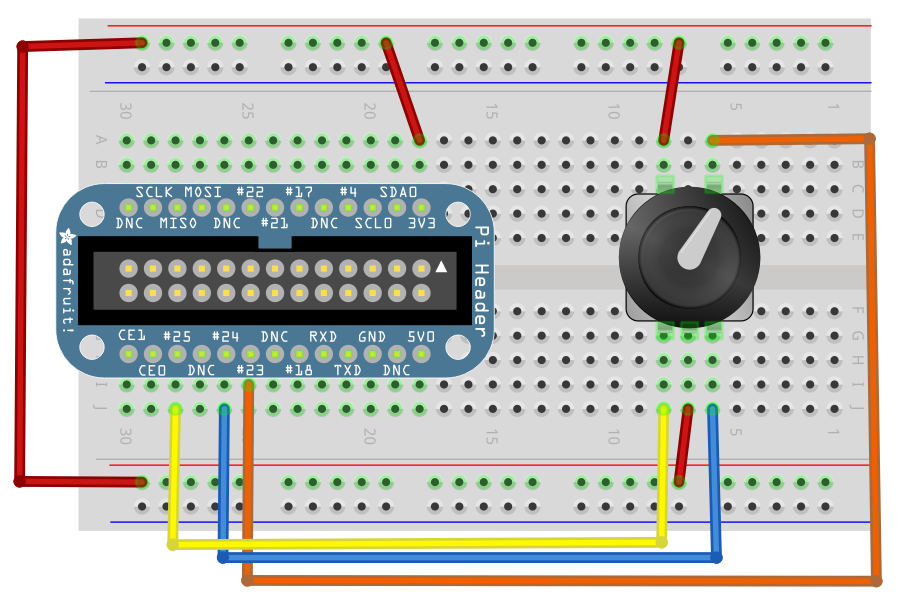 30 25 15 10 5 1
A
B B
C
SCLK MOSI #22 #17 #4 SDA0
D DNC MISO DNC #21 DNC SCL0 3V3 D
E
adafruit!
Pi Header
F
G
CE1 #25 #24 DNC RXD GND 5V0
H
CE0 DNC #23 #18 TXD DNC
I I
J J
30 20 15 10 5 1